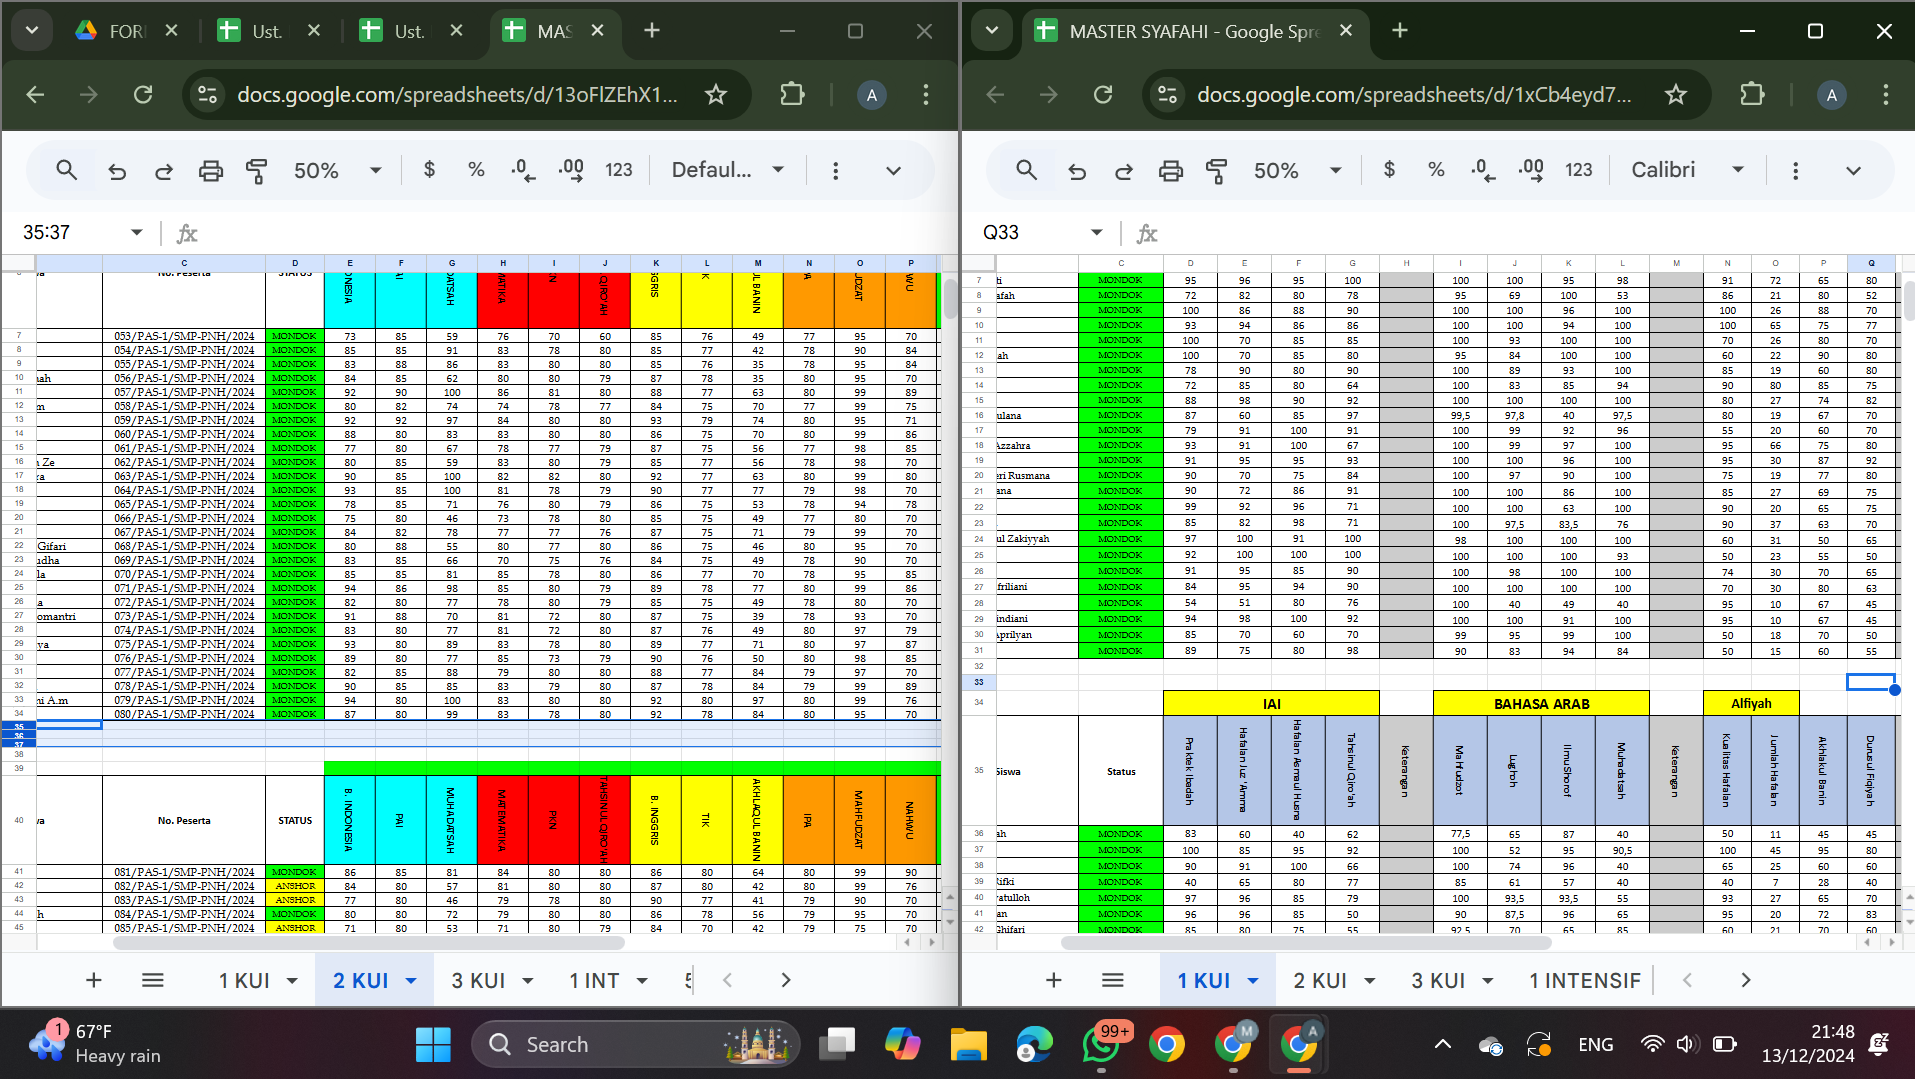 FOR
Ust.
Ust.
MAS
MASTER SYAFAHI - Google Spre
docs.google.com/spreadsheets/d/13oFlZEhX1...
A
docs.google.com/spreadsheets/d/1xCb4eyd7...
A
50% $ % .0 .00 123 Defaul...
50% $ % .0 .00 123 Calibri
35:37 fx
Q33 fx
C D E F G H I J K L M N O P
No. Peserta STATUS
7 053/PAS-1/SMP-PNH/2024 MONDOK 73 85 59 76 70 60 85 76 49 77 95 70
8 054/PAS-1/SMP-PNH/2024 MONDOK 85 85 91 83 78 80 85 77 42 78 90 84
9 055/PAS-1/SMP-PNH/2024 MONDOK 83 88 86 83 80 80 85 76 35 78 95 84
10 nah 056/PAS-1/SMP-PNH/2024 MONDOK 84 85 62 80 80 79 87 78 35 80 95 70
11 057/PAS-1/SMP-PNH/2024 MONDOK 92 90 100 86 81 80 88 77 63 80 99 89
12 m 058/PAS-1/SMP-PNH/2024 MONDOK 80 82 74 74 78 77 84 75 70 77 99 75
13 059/PAS-1/SMP-PNH/2024 MONDOK 92 92 97 84 80 80 93 79 74 80 95 71
14 060/PAS-1/SMP-PNH/2024 MONDOK 88 80 83 83 80 80 86 75 70 80 99 86
15 061/PAS-1/SMP-PNH/2024 MONDOK 77 80 67 78 77 79 87 75 56 77 98 85
16 n Ze 062/PAS-1/SMP-PNH/2024 MONDOK 80 85 59 83 80 79 85 77 56 78 98 70
17 ra 063/PAS-1/SMP-PNH/2024 MONDOK 90 85 100 82 82 80 92 77 63 80 99 80
18 064/PAS-1/SMP-PNH/2024 MONDOK 93 85 100 81 78 79 90 77 77 79 98 70
19 065/PAS-1/SMP-PNH/2024 MONDOK 78 85 71 76 80 79 86 75 53 78 94 78
20 066/PAS-1/SMP-PNH/2024 MONDOK 75 80 46 73 78 80 85 75 49 77 80 70
21 067/PAS-1/SMP-PNH/2024 MONDOK 84 82 78 77 77 76 87 75 71 79 99 70
22 Gifari 068/PAS-1/SMP-PNH/2024 MONDOK 80 88 55 80 77 80 86 75 46 80 95 70
23 udha 069/PAS-1/SMP-PNH/2024 MONDOK 83 85 66 70 75 76 84 75 49 78 90 70
24 la 070/PAS-1/SMP-PNH/2024 MONDOK 85 85 81 85 78 80 86 77 70 78 95 85
25 071/PAS-1/SMP-PNH/2024 MONDOK 94 86 98 85 80 79 89 78 77 80 99 86
26 a 072/PAS-1/SMP-PNH/2024 MONDOK 82 80 77 78 80 79 85 75 49 78 80 70
27 omantri 073/PAS-1/SMP-PNH/2024 MONDOK 91 88 70 81 72 80 87 75 39 78 93 70
28 074/PAS-1/SMP-PNH/2024 MONDOK 83 80 77 81 72 80 87 76 49 80 97 79
29 ya 075/PAS-1/SMP-PNH/2024 MONDOK 93 80 89 83 78 80 89 77 71 80 97 87
30 076/PAS-1/SMP-PNH/2024 MONDOK 89 80 77 85 73 79 90 76 50 80 98 85
31 077/PAS-1/SMP-PNH/2024 MONDOK 82 85 88 79 80 80 88 77 84 79 97 70
32 078/PAS-1/SMP-PNH/2024 MONDOK 90 85 85 83 79 80 87 78 84 79 99 89
33 ni A.m 079/PAS-1/SMP-PNH/2024 MONDOK 94 80 100 83 80 80 92 80 97 80 99 76
34 080/PAS-1/SMP-PNH/2024 MONDOK 87 80 99 83 78 80 92 78 84 80 95 70
35
36
37
38
39
40 No. Peserta STATUS B. INDONESIA PAI MUHADATSAH MATEMATIKA PKN TAHSINUL QIRO'AH B. INGGRIS TIK AKHLAQUL BANIN IPA MAHFUDZAT NAHWU
41 081/PAS-1/SMP-PNH/2024 MONDOK 86 85 81 84 80 80 86 80 64 80 99 90
42 082/PAS-1/SMP-PNH/2024 ANSHOR 84 80 57 81 80 80 87 80 42 80 99 76
43 083/PAS-1/SMP-PNH/2024 ANSHOR 77 80 46 79 78 80 90 77 41 79 90 70
44 h 084/PAS-1/SMP-PNH/2024 MONDOK 80 80 72 79 80 80 86 78 56 79 95 70
45 085/PAS-1/SMP-PNH/2024 ANSHOR 71 80 53 71 80 79 84 70 42 79 75 70
C D E F G H I J K L M N O P Q
7 ti MONDOK 95 96 95 100 100 100 95 98 91 72 65 80
8 afah MONDOK 72 82 80 78 95 69 100 53 86 21 80 52
9 MONDOK 100 86 88 90 100 100 96 100 100 26 88 70
10 MONDOK 93 94 86 86 100 100 94 100 100 65 75 77
11 MONDOK 100 70 85 85 100 93 100 100 70 26 80 70
12 ah MONDOK 100 70 85 80 95 84 100 100 60 22 90 80
13 MONDOK 78 90 80 90 100 89 93 100 85 19 60 80
14 MONDOK 72 85 80 64 100 83 85 94 90 80 85 75
15 MONDOK 88 98 90 92 100 100 100 100 80 27 74 82
16 ulana MONDOK 87 60 85 97 99,5 97,8 40 97,5 80 19 67 70
17 MONDOK 79 91 100 91 100 99 92 96 55 20 60 70
18 Azzahra MONDOK 93 91 100 67 100 99 97 100 75 66 75 80
19 MONDOK 91 95 95 93 100 100 96 100 95 30 87 92
20 eri Rusmana MONDOK 90 70 75 84 100 97 90 100 75 19 77 80
21 ana MONDOK 90 72 86 91 100 100 86 100 85 27 69 75
22 MONDOK 99 92 96 71 100 100 63 100 90 20 65 75
23 MONDOK 85 82 98 71 100 97,5 83,5 76 90 37 63 70
24 ul Zakiyyah MONDOK 97 100 91 100 98 100 100 100 60 31 50 65
25 MONDOK 92 100 100 100 100 100 100 93 50 23 55 50
26 MONDOK 91 95 85 90 100 98 100 100 74 30 70 65
27 friliani MONDOK 84 95 94 90 100 100 100 100 70 30 80 63
28 MONDOK 54 51 80 76 100 40 49 40 95 10 67 45
29 indiani MONDOK 94 98 100 92 100 100 91 100 95 10 67 45
30 Aprilyan MONDOK 85 70 60 70 99 95 99 100 50 18 70 50
31 MONDOK 89 75 80 98 90 83 94 84 50 15 60 55
32
33
34 IAI BAHASA ARAB Alfiyah
35 Siswa Status Praktek Ibadah Hafalan Juz 'Amma Hafalan Asmaul Husna Tahsinul Qiro'ah Keterangan Mahfudzot Lughoh Ilmu Shorof Muhadatsah Keterangan Kualitas Hafalan Jumlah Hafalan Akhlakul Banin Durusul Fiqiyah
36 ah MONDOK 83 60 40 62 77,5 65 87 40 50 11 45 45
37 MONDOK 100 85 95 92 100 52 95 90,5 100 45 95 80
38 MONDOK 90 91 100 66 100 74 96 40 65 25 60 60
39 Rifki MONDOK 40 65 80 77 85 61 57 40 40 7 28 40
40 yatulloh MONDOK 97 96 85 79 100 93,5 93,5 55 93 27 65 70
41 an MONDOK 96 96 85 50 90 87,5 96 65 95 20 72 83
42 Ghifari MONDOK 85 80 75 55 92,5 70 65 85 60 21 70 60
1 KUI 2 KUI 3 KUI 1 INT
1 KUI 2 KUI 3 KUI 1 INTENSIF
1
67°F
Heavy rain
Search
99+
M
A
ENG
21:48
13/12/2024